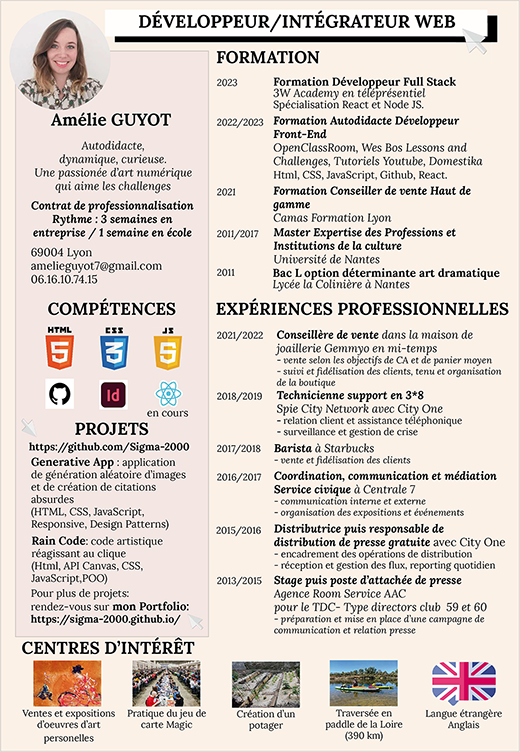 DÉVELOPPEUR/INTÉGRATEUR WEB
Amélie GUYOT
Autodidacte,
dynamique, curieuse.
Une passionée d'art numérique
qui aime les challenges
Contrat de professionnalisation
Rythme : 3 semaines en
entreprise / 1 semaine en école
69004 Lyon
amelieguyot7@gmail.com
06.16.10.74.15
COMPÉTENCES
HTML
5
CSS
3
JS
5
Id
en cours
PROJETS
https://github.com/Sigma-2000
Generative App : application
de génération aléatoire d'images
et de création de citations
absurdes
(HTML, CSS, JavaScript,
Responsive, Design Patterns)
Rain Code: code artistique
réagissant au clique
(Html, API Canvas, CSS,
JavaScript,POO)
Pour plus de projets:
rendez-vous sur mon Portfolio:
https://sigma-2000.github.io/
FORMATION
2023 Formation Développeur Full Stack
3W Academy en téléprésentiel
Spécialisation React et Node JS.
2022/2023 Formation Autodidacte Développeur
Front-End
OpenClassRoom, Wes Bos Lessons and
Challenges, Tutoriels Youtube, Domestika
Html, CSS, JavaScript, Github, React.
2021 Formation Conseiller de vente Haut de
gamme
Camas Formation Lyon
2011/2017 Master Expertise des Professions et
Institutions de la culture
Université de Nantes
2011 Bac L option déterminante art dramatique
Lycée la Colinière à Nantes
EXPÉRIENCES PROFESSIONNELLES
2021/2022 Conseillère de vente dans la maison de
joaillerie Gemmyo en mi-temps
- vente selon les objectifs de CA et de panier moyen
- suivi et fidélisation des clients, tenu et organisation
de la boutique
2018/2019 Technicienne support en 3*8
Spie City Network avec City One
- relation client et assistance téléphonique
- surveillance et gestion de crise
2017/2018 Barista à Starbucks
- vente et fidélisation des clients
2016/2017 Coordination, communication et médiation
Service civique à Centrale 7
- communication interne et externe
- organisation des expositions et événements
2015/2016 Distributrice puis responsable de
distribution de presse gratuite avec City One
- encadrement des opérations de distribution
- réception et gestion des flux, reporting quotidien
2013/2015 Stage puis poste d'attachée de presse
Agence Room Service AAC
pour le TDC- Type directors club 59 et 60
- préparation et mise en place d'une campagne de
communication et relation presse
CENTRES D'INTÉRÊT
Ventes et expositions
d'oeuvres d'art
personelles
Pratique du jeu de
carte Magic
Création d'un
potager
Traversée en
paddle de la Loire
(390 km)
Langue étrangère
Anglais